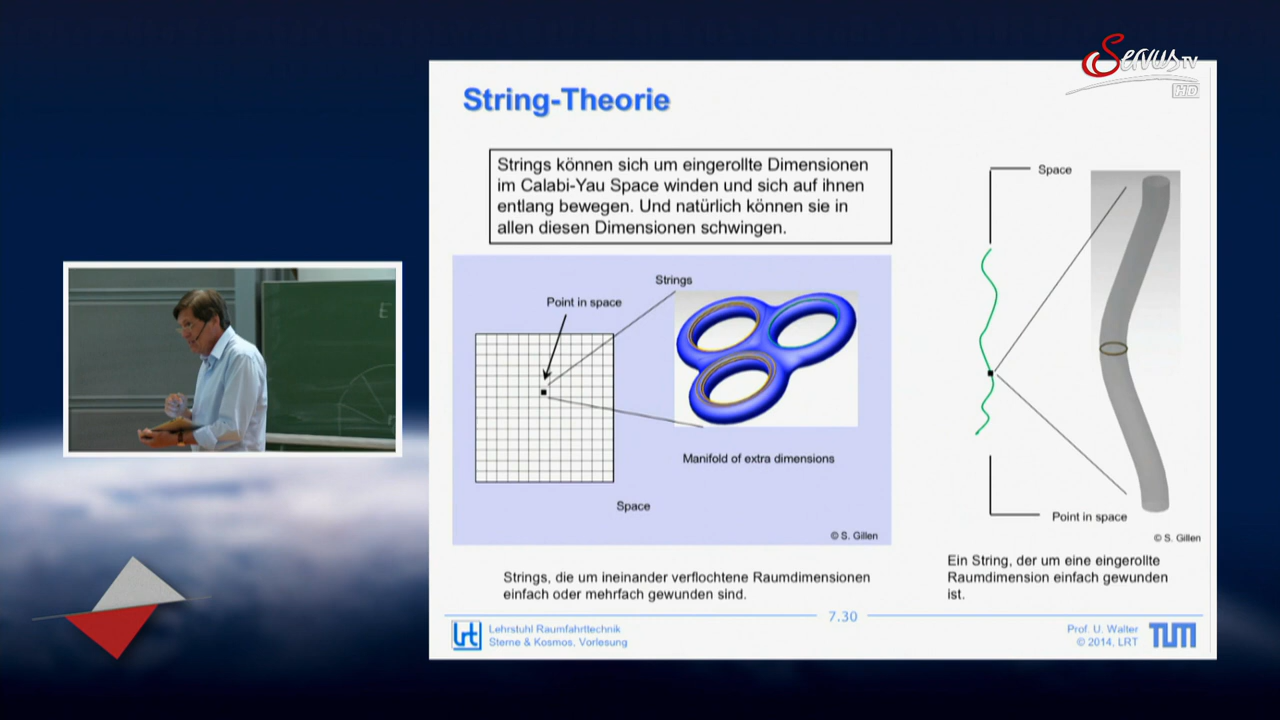 Servus TV
HD
String-Theorie
Strings können sich um eingerollte Dimensionen
im Calabi-Yau Space winden und sich auf ihnen
entlang bewegen. Und natürlich können sie in
allen diesen Dimensionen schwingen.
Strings
Point in space
Manifold of extra dimensions
Space
© S. Gillen
Strings, die um ineinander verflochtene Raumdimensionen
einfach oder mehrfach gewunden sind.
Space
Point in space
© S. Gillen
Ein String, der um eine eingerollte
Raumdimension einfach gewunden
ist.
7.30
lrt
Lehrstuhl Raumfahrttechnik
Sterne & Kosmos, Vorlesung
Prof. U. Walter
© 2014, LRT
TUM
E